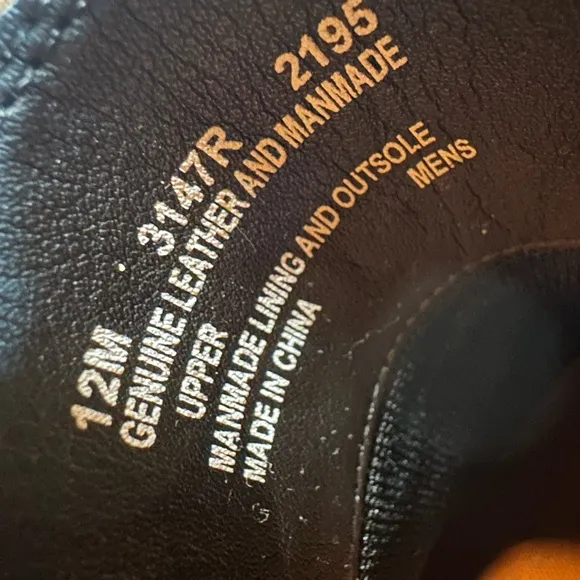 12M 3147R 2195
GENUINE LEATHER AND MANMADE
UPPER
MANMADE LINING AND OUTSOLE
MADE IN CHINA MENS